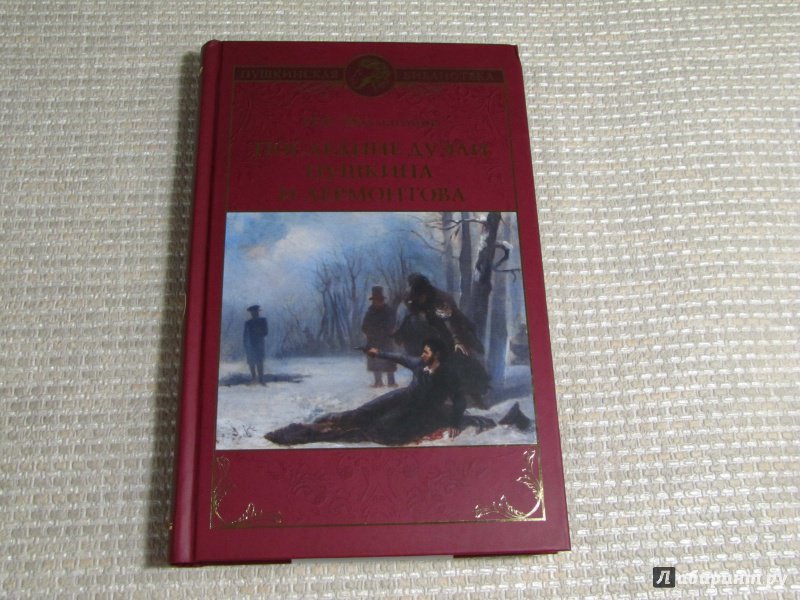 ПУШКИНСКАЯ БИБЛИОТЕКА
ПОСЛЕДНИЕ ДУЭЛИ
ПУШКИНА
И ЛЕРМОНТОВА
Лабиринт.ру